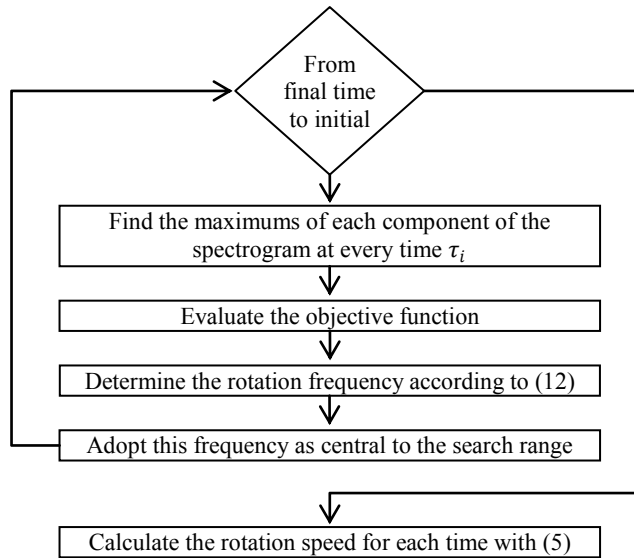 From
final time
to initial
Find the maximums of each component of the
spectrogram at every time τᵢ
Evaluate the objective function
Determine the rotation frequency according to (12)
Adopt this frequency as central to the search range
Calculate the rotation speed for each time with (5)